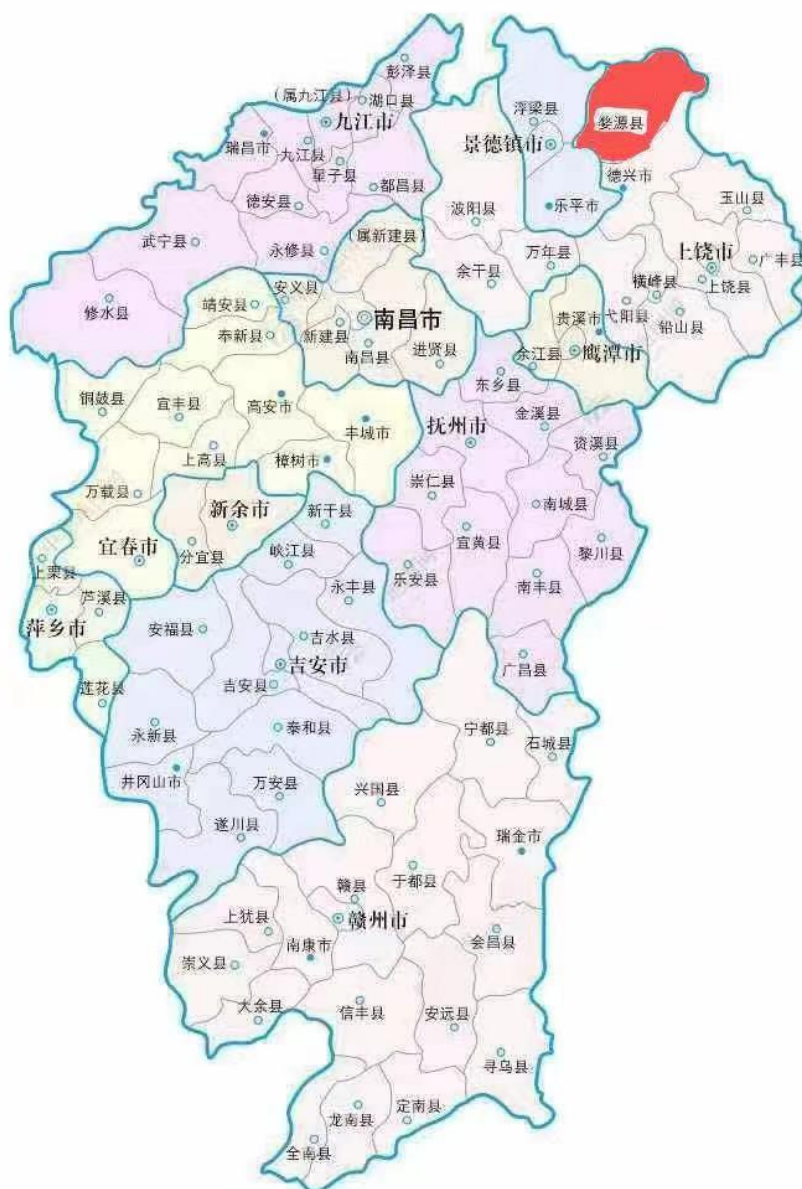 彭泽县
(属九江县)
湖口县
九江市
瑞昌市
九江县
星子县
都昌县
德安县
武宁县
永修县
修水县
浮梁县
景德镇市
乐平市
婺源县
德兴市
玉山县
波阳县
上饶市
广丰县
上饶县
横峰县
弋阳县
铅山县
万年县
余干县
(属新建县)
安义县
南昌市
新建县
南昌县
进贤县
贵溪市
余江县
鹰潭市
靖安县
奉新县
铜鼓县
宜丰县
高安市
丰城市
上高县
樟树市
万载县
宜春市
新余市
分宜县
东乡县
金溪县
抚州市
资溪县
崇仁县
南城县
宜黄县
黎川县
乐安县
南丰县
广昌县
上栗县
芦溪县
萍乡市
莲花县
新干县
峡江县
永丰县
安福县
吉水县
吉安市
吉安县
永新县
泰和县
井冈山市
万安县
遂川县
宁都县
石城县
兴国县
瑞金市
于都县
赣县
赣州市
上犹县
南康市
会昌县
崇义县
大余县
信丰县
安远县
寻乌县
龙南县
定南县
全南县